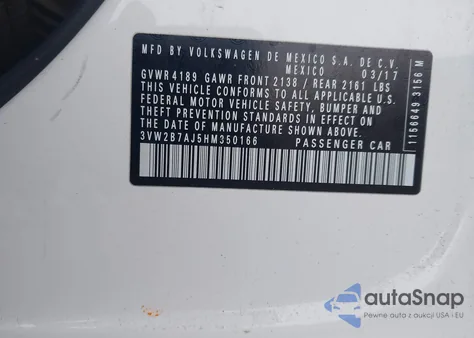 MFD BY VOLKSWAGEN DE MEXICO S.A. DE C.V.
MEXICO 03/17
GVWR 4189 GAWR FRONT 2138 / REAR 2161 LBS
THIS VEHICLE CONFORMS TO ALL APPLICABLE
FEDERAL MOTOR VEHICLE SAFETY, BUMPER AND
THEFT PREVENTION STANDARDS IN EFFECT ON
THE DATE OF MANUFACTURE SHOWN ABOVE.
3VW2B7AJ5HM350166 PASSENGER CAR
1156649 3156 M
autoSnap
Pewne auta z aukcji USA i EU